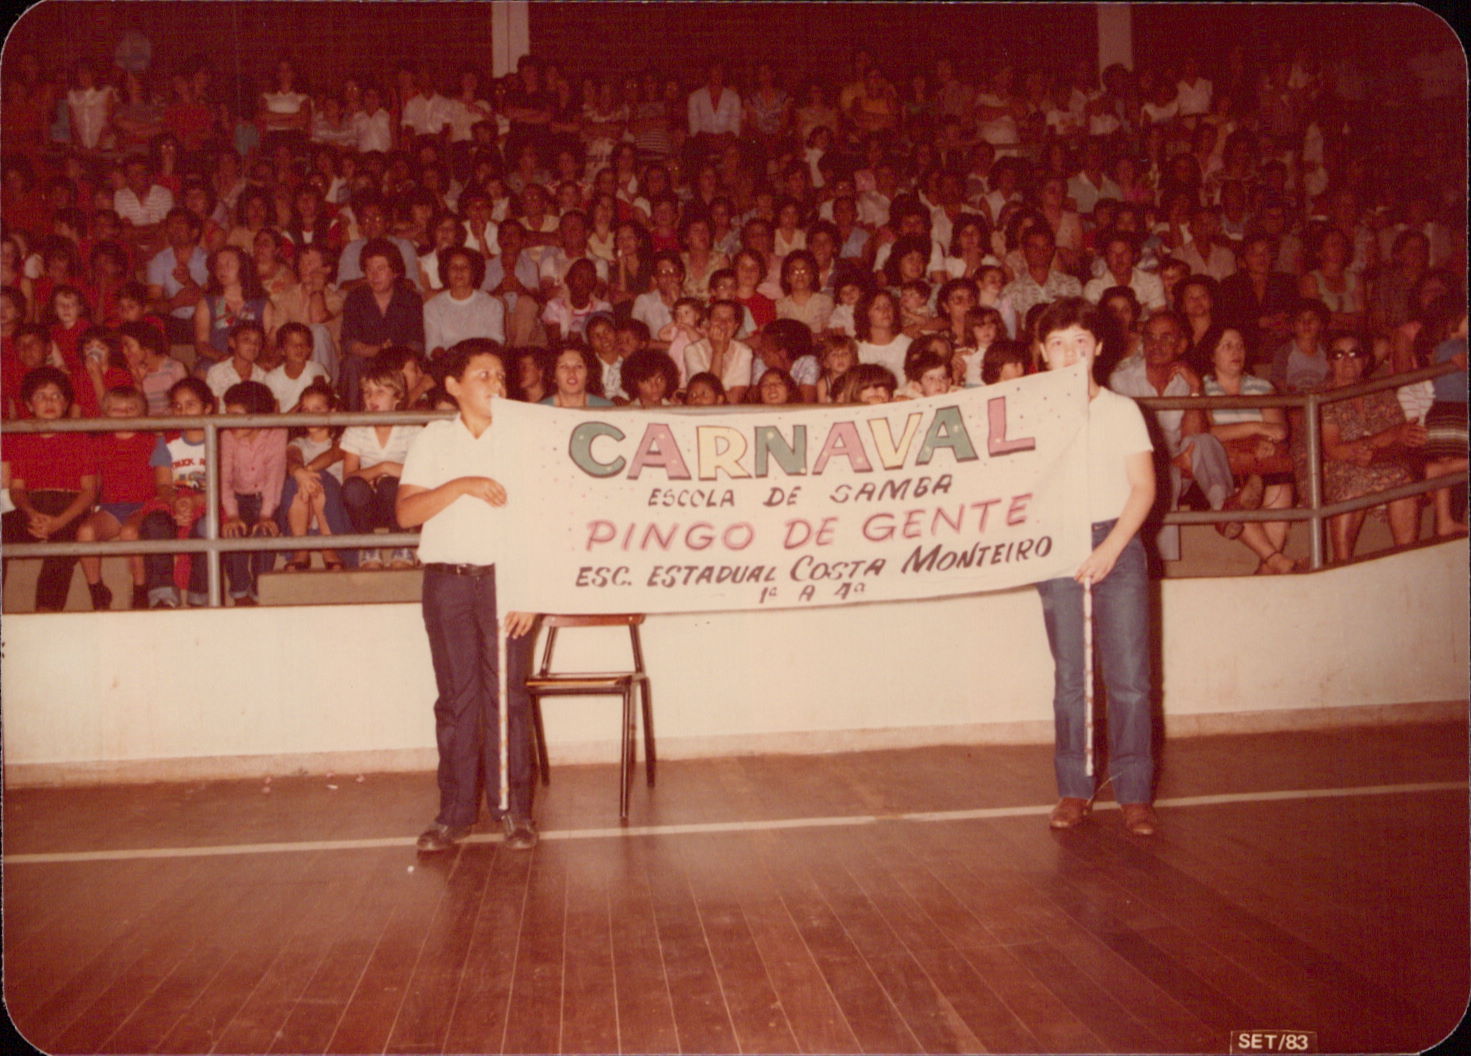 CARNAVAL
ESCOLA DE SAMBA
PINGO DE GENTE
ESC. ESTADUAL COSTA MONTEIRO
1ª A 4ª
SET/83